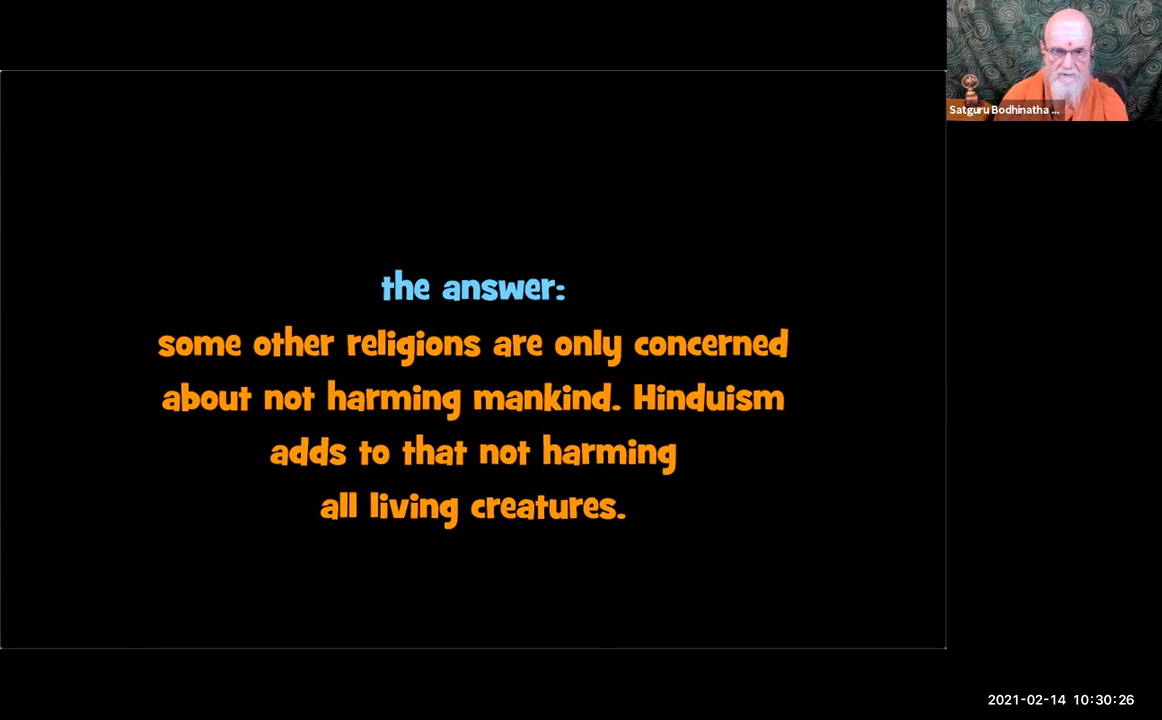 Satguru Bodhinatha ...
the answer:
some other religions are only concerned
about not harming mankind. Hinduism
adds to that not harming
all living creatures.
2021-02-14 10:30:26